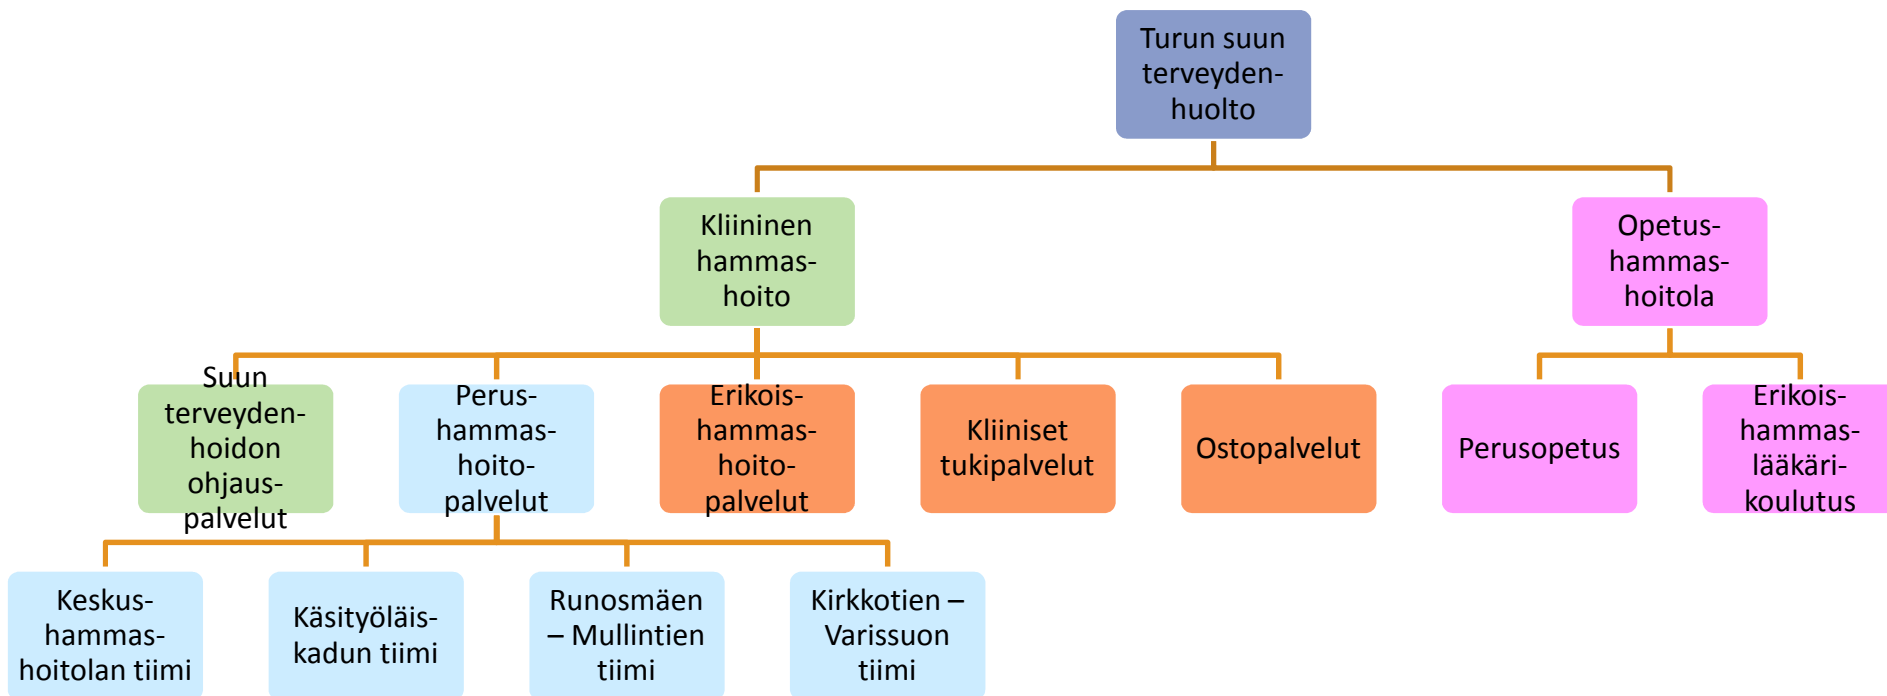 Turun suun
terveyden-
huolto
Kliininen
hammas-
hoito
Opetus-
hammas-
hoitola
Suun
terveyden-
hoidon
ohjaus-
palvelut
Perus-
hammas-
hoito-
palvelut
Erikois-
hammas-
hoito-
palvelut
Kliiniset
tukipalvelut
Ostopalvelut
Perusopetus
Erikois-
hammas-
lääkäri-
koulutus
Keskus-
hammas-
hoitolan tiimi
Käsityöläis-
kadun tiimi
Runosmäen
– Mullintien
tiimi
Kirkkotien –
Varissuon
tiimi